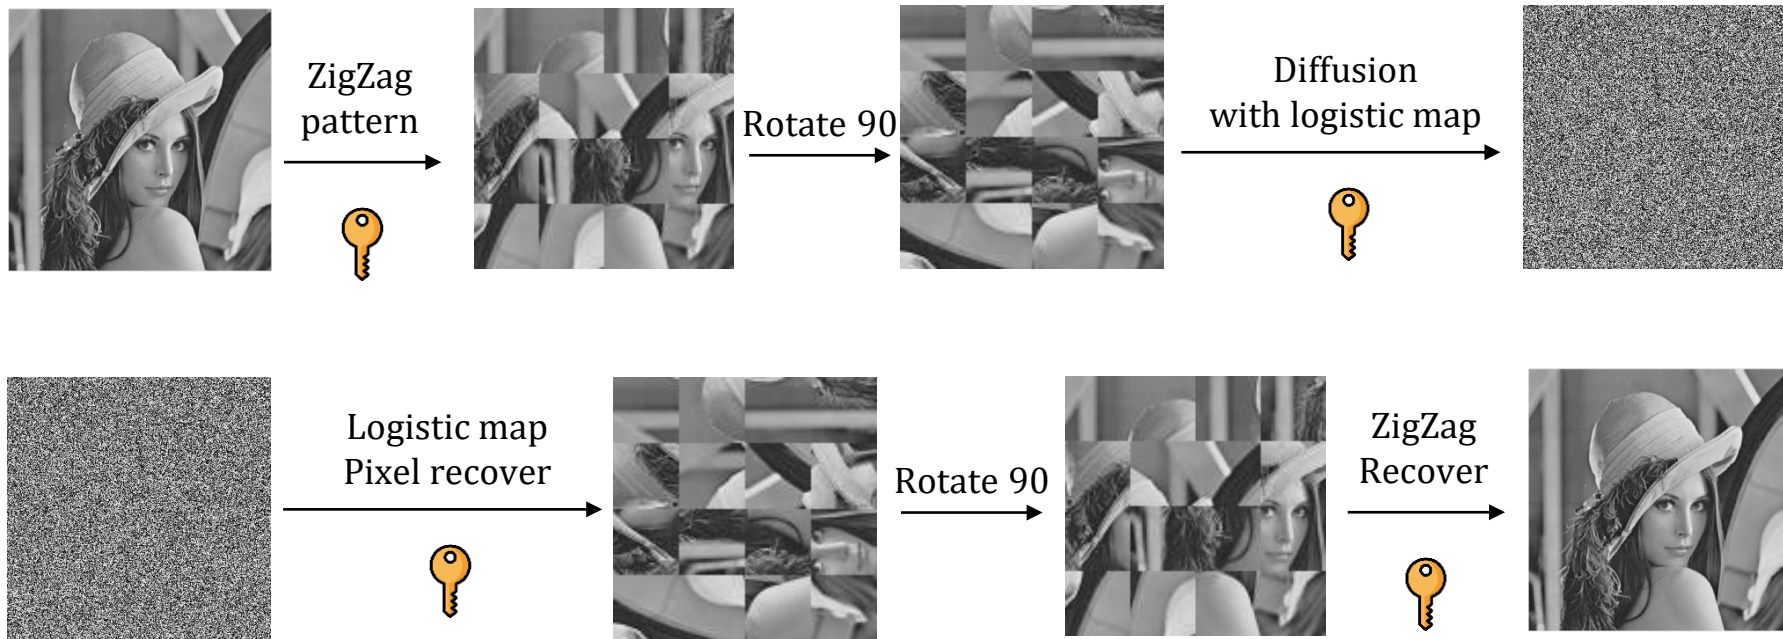 ZigZag
pattern
Rotate 90
Diffusion
with logistic map
Logistic map
Pixel recover
Rotate 90
ZigZag
Recover